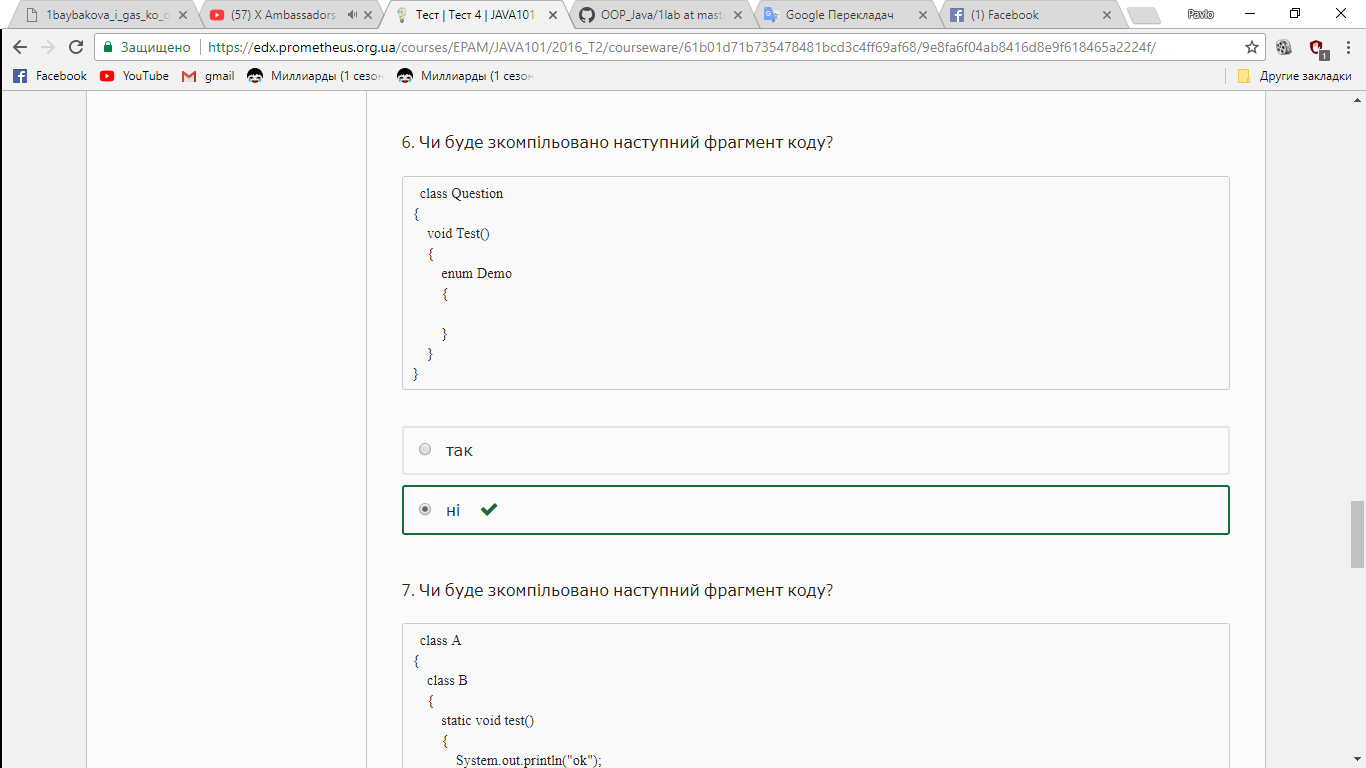 1baybakova_i_gas_ko_o
(57) X Ambassadors
Тест | Тест 4 | JAVA101
OOP_Java/1lab at mast
Google Перекладач
(1) Facebook
Pavlo
Защищено
https://edx.prometheus.org.ua/courses/EPAM/JAVA101/2016_T2/courseware/61b01d71b735478481bcd3c4ff69af68/9e8fa6f04ab8416d8e9f618465a2224f/
1
Facebook
YouTube
gmail
Миллиарды (1 сезон
Миллиарды (1 сезон
Другие закладки
6. Чи буде зкомпільовано наступний фрагмент коду?
class Question
{
void Test()
{
enum Demo
{
}
}
}
так
ні
7. Чи буде зкомпільовано наступний фрагмент коду?
class A
{
class B
{
static void test()
{
System.out.println("ok");